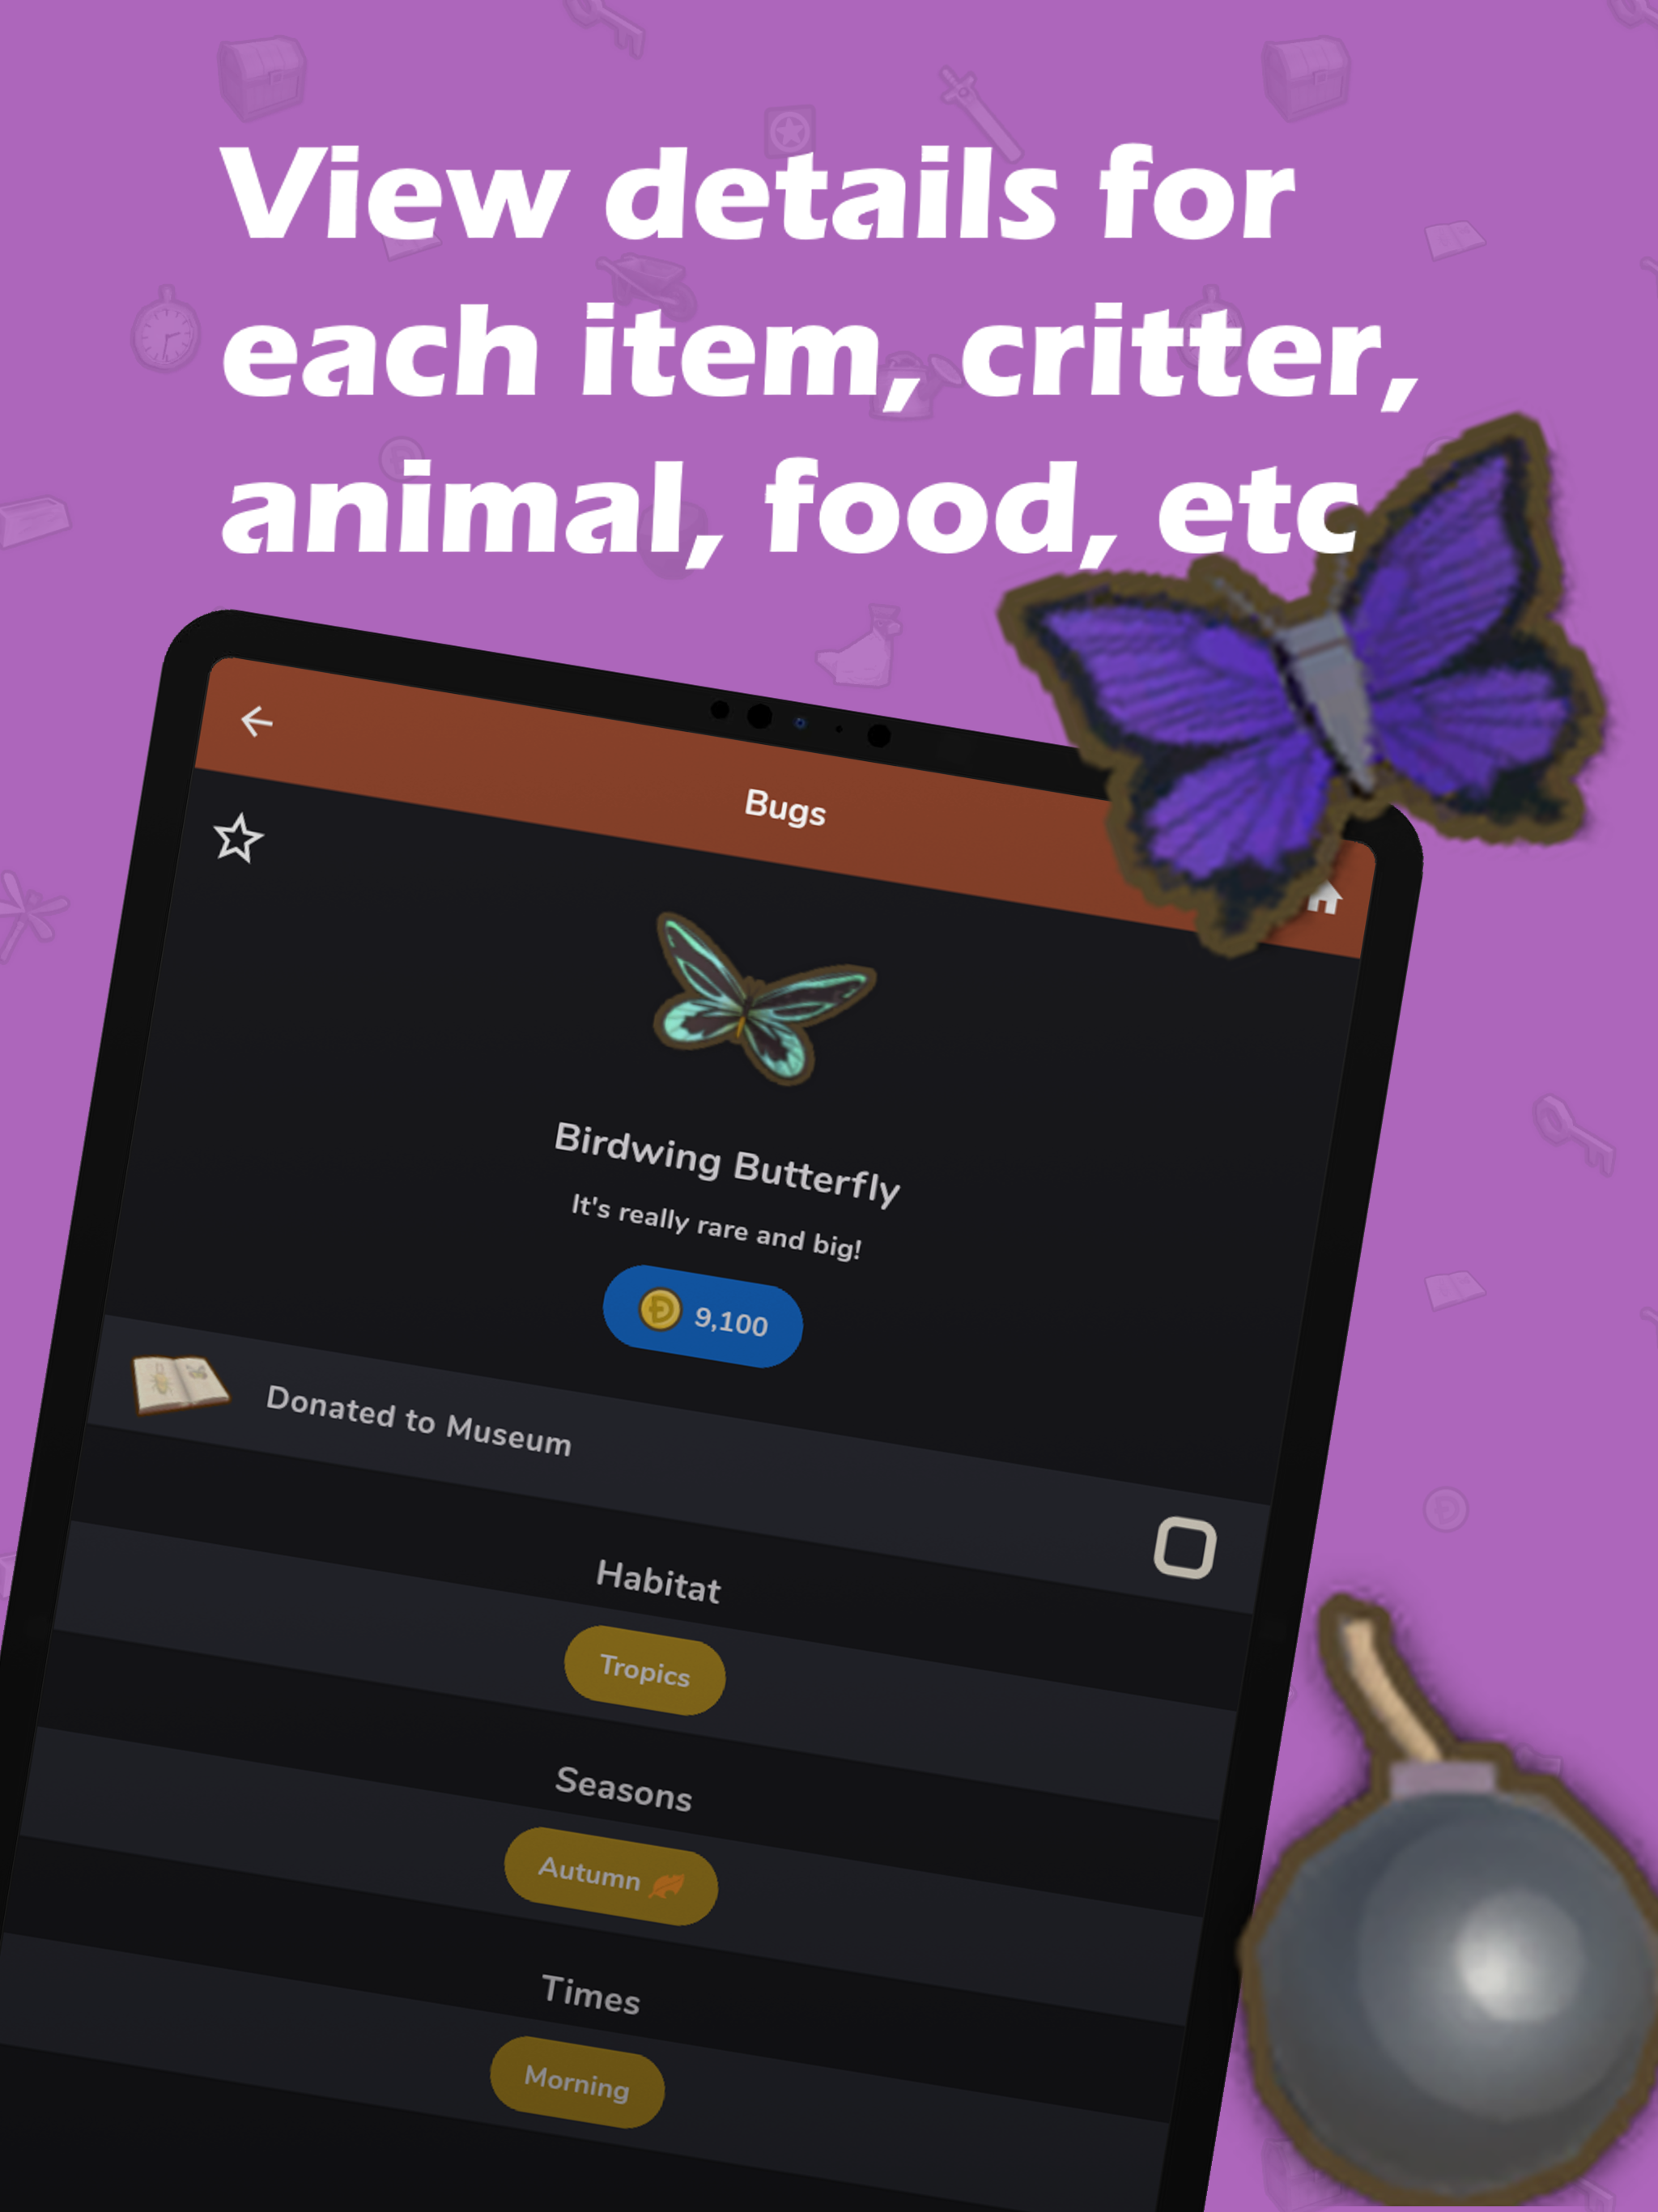 View details for
each item, critter,
animal, food, etc
Bugs
Birdwing Butterfly
It's really rare and big!
9,100
Donated to Museum
Habitat
Tropics
Seasons
Autumn
Times
Morning